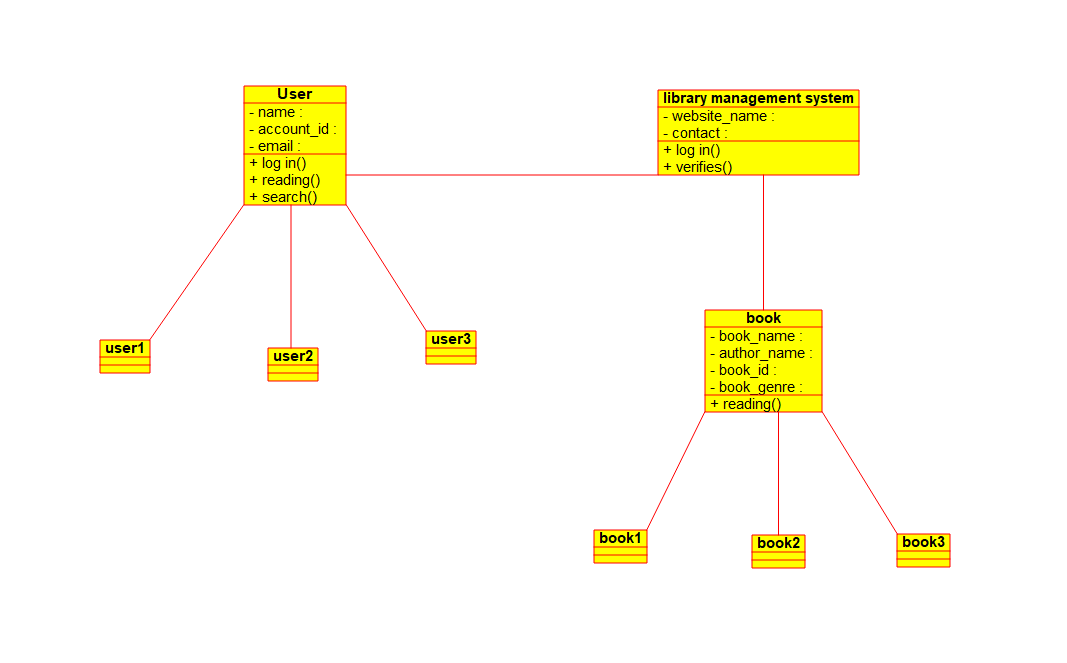 User
- name :
- account_id :
- email :
+ log in()
+ reading()
+ search()
library management system
- website_name :
- contact :
+ log in()
+ verifies()
user1
user2
user3
book
- book_name :
- author_name :
- book_id :
- book_genre :
+ reading()
book1
book2
book3